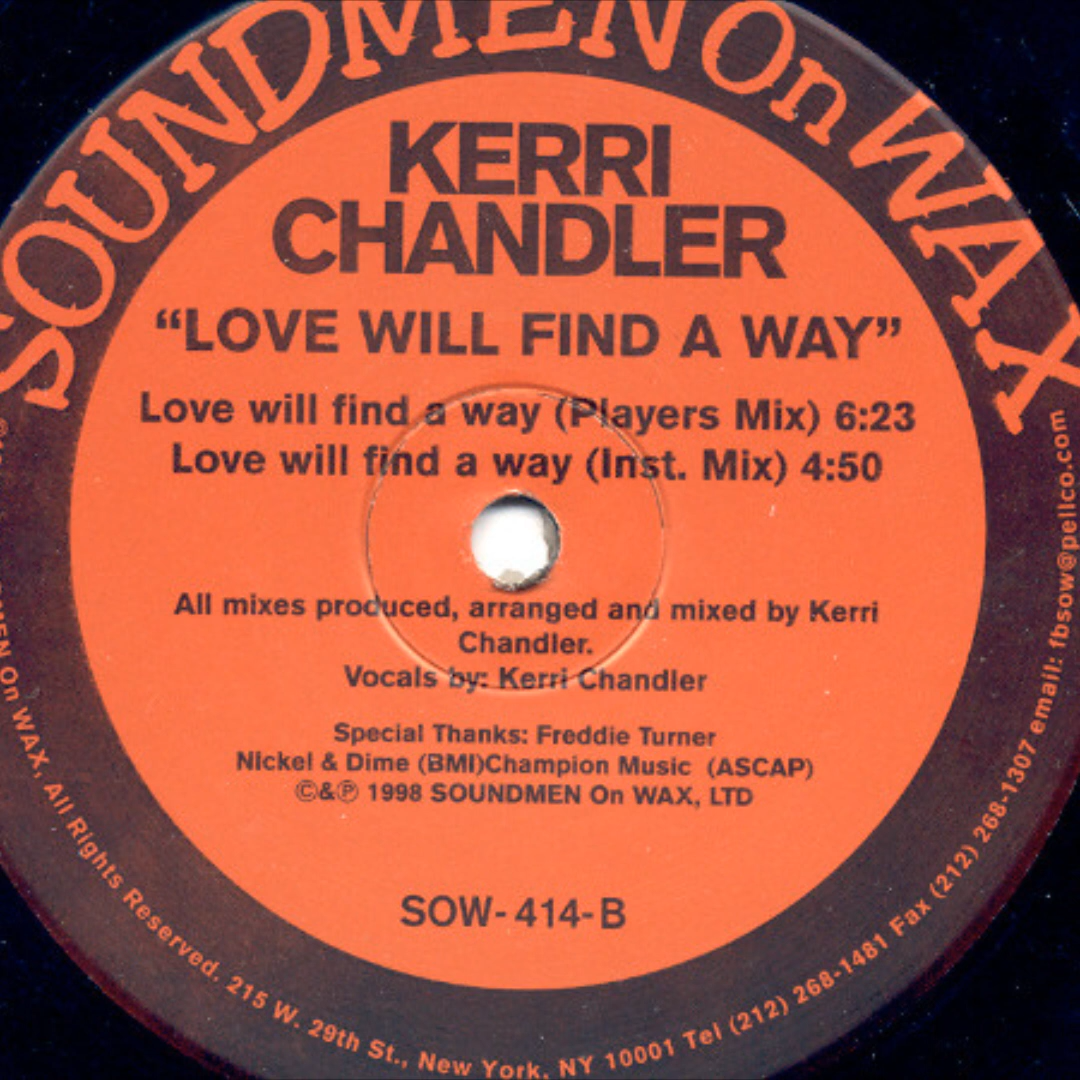 SOUNDMEN On WAX
KERRI
CHANDLER
“LOVE WILL FIND A WAY”
Love will find a way (Players Mix) 6:23
Love will find a way (Inst. Mix) 4:50
All mixes produced, arranged and mixed by Kerri
Chandler.
Vocals by: Kerri Chandler
Special Thanks: Freddie Turner
Nickel & Dime (BMI)Champion Music (ASCAP)
©&℗ 1998 SOUNDMEN On WAX, LTD
SOW-414-B
On WAX, All Rights Reserved. 215 W. 29th St., New York, NY 10001 Tel (212) 268-1481 Fax (212) 268-1307 email: fbsow@pellco.com